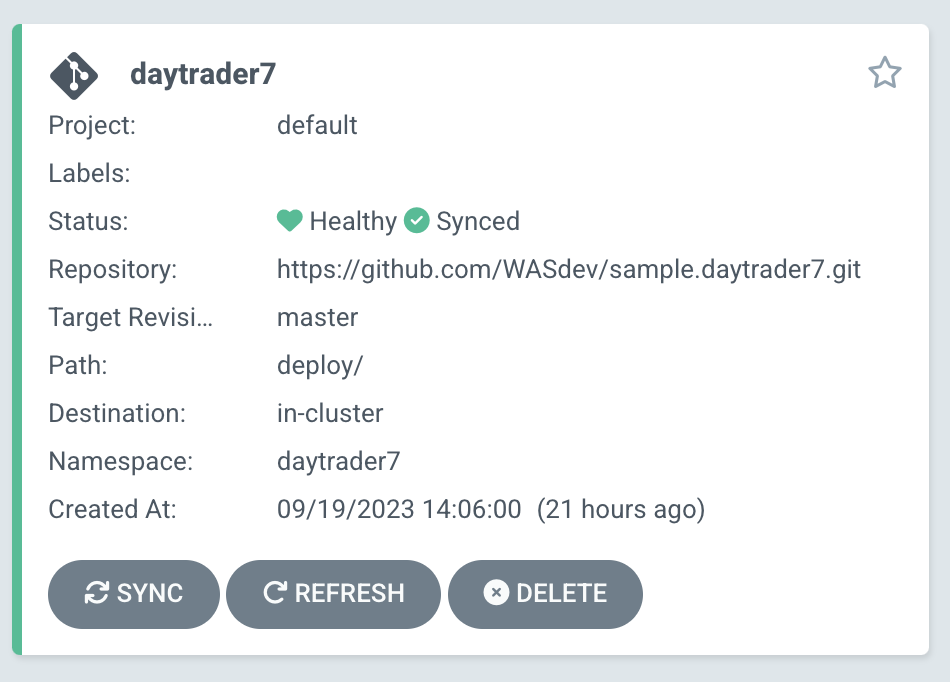 daytrader7
Project: default
Labels:
Status: Healthy Synced
Repository: https://github.com/WASdev/sample.daytrader7.git
Target Revisi... master
Path: deploy/
Destination: in-cluster
Namespace: daytrader7
Created At: 09/19/2023 14:06:00 (21 hours ago)
SYNC REFRESH DELETE